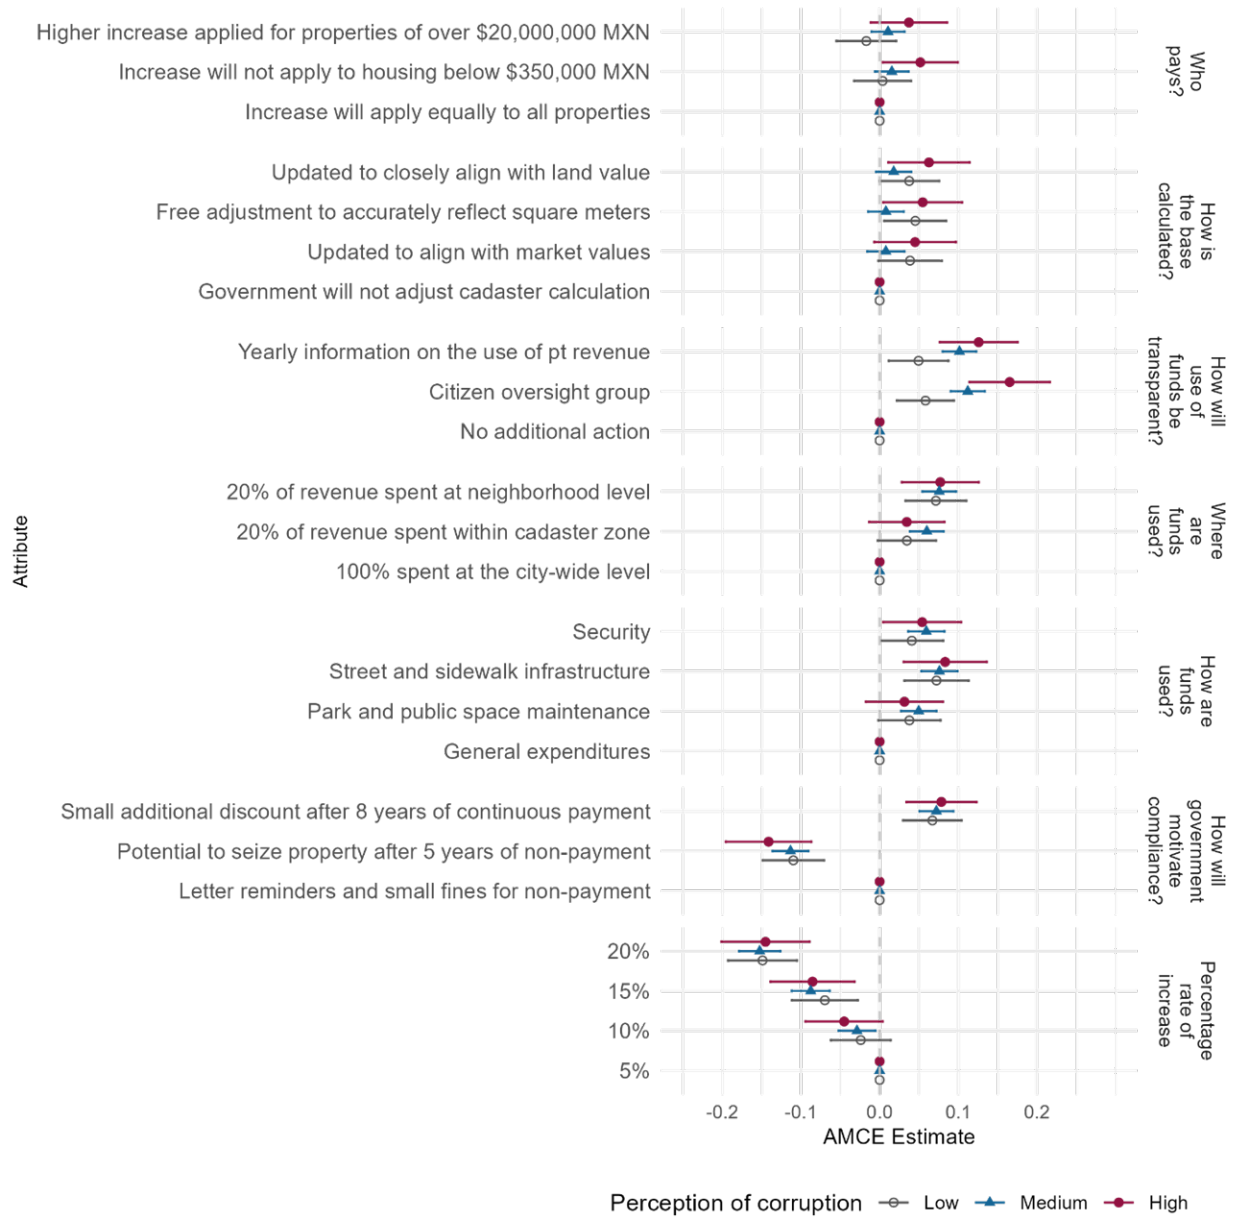 Higher increase applied for properties of over $20,000,000 MXN
Increase will not apply to housing below $350,000 MXN
Increase will apply equally to all properties
Who
pays?
Updated to closely align with land value
Free adjustment to accurately reflect square meters
Updated to align with market values
Government will not adjust cadaster calculation
How is
the base
calculated?
Yearly information on the use of pt revenue
Citizen oversight group
No additional action
How will
use of
funds be
transparent?
20% of revenue spent at neighborhood level
20% of revenue spent within cadaster zone
100% spent at the city-wide level
Where
are
funds
used?
Security
Street and sidewalk infrastructure
Park and public space maintenance
General expenditures
How are
funds
used?
Small additional discount after 8 years of continuous payment
Potential to seize property after 5 years of non-payment
Letter reminders and small fines for non-payment
How will
government
motivate
compliance?
20%
15%
10%
5%
Percentage
rate of
increase
Attribute
-0.2 -0.1 0.0 0.1 0.2
AMCE Estimate
Perception of corruption Low Medium High